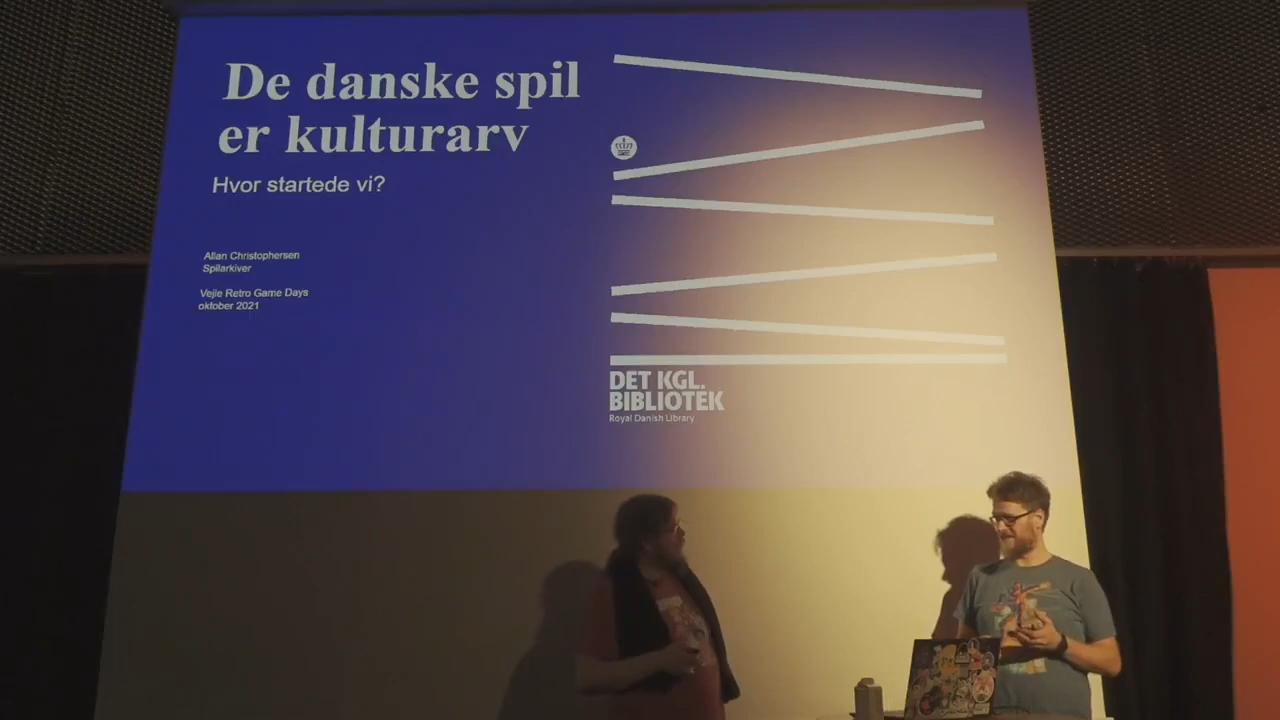 De danske spil
er kulturarv
Hvor startede vi?
Allan Christophersen
Spilarkiver
Vejle Retro Game Days
oktober 2021
DET KGL.
BIBLIOTEK
Royal Danish Library